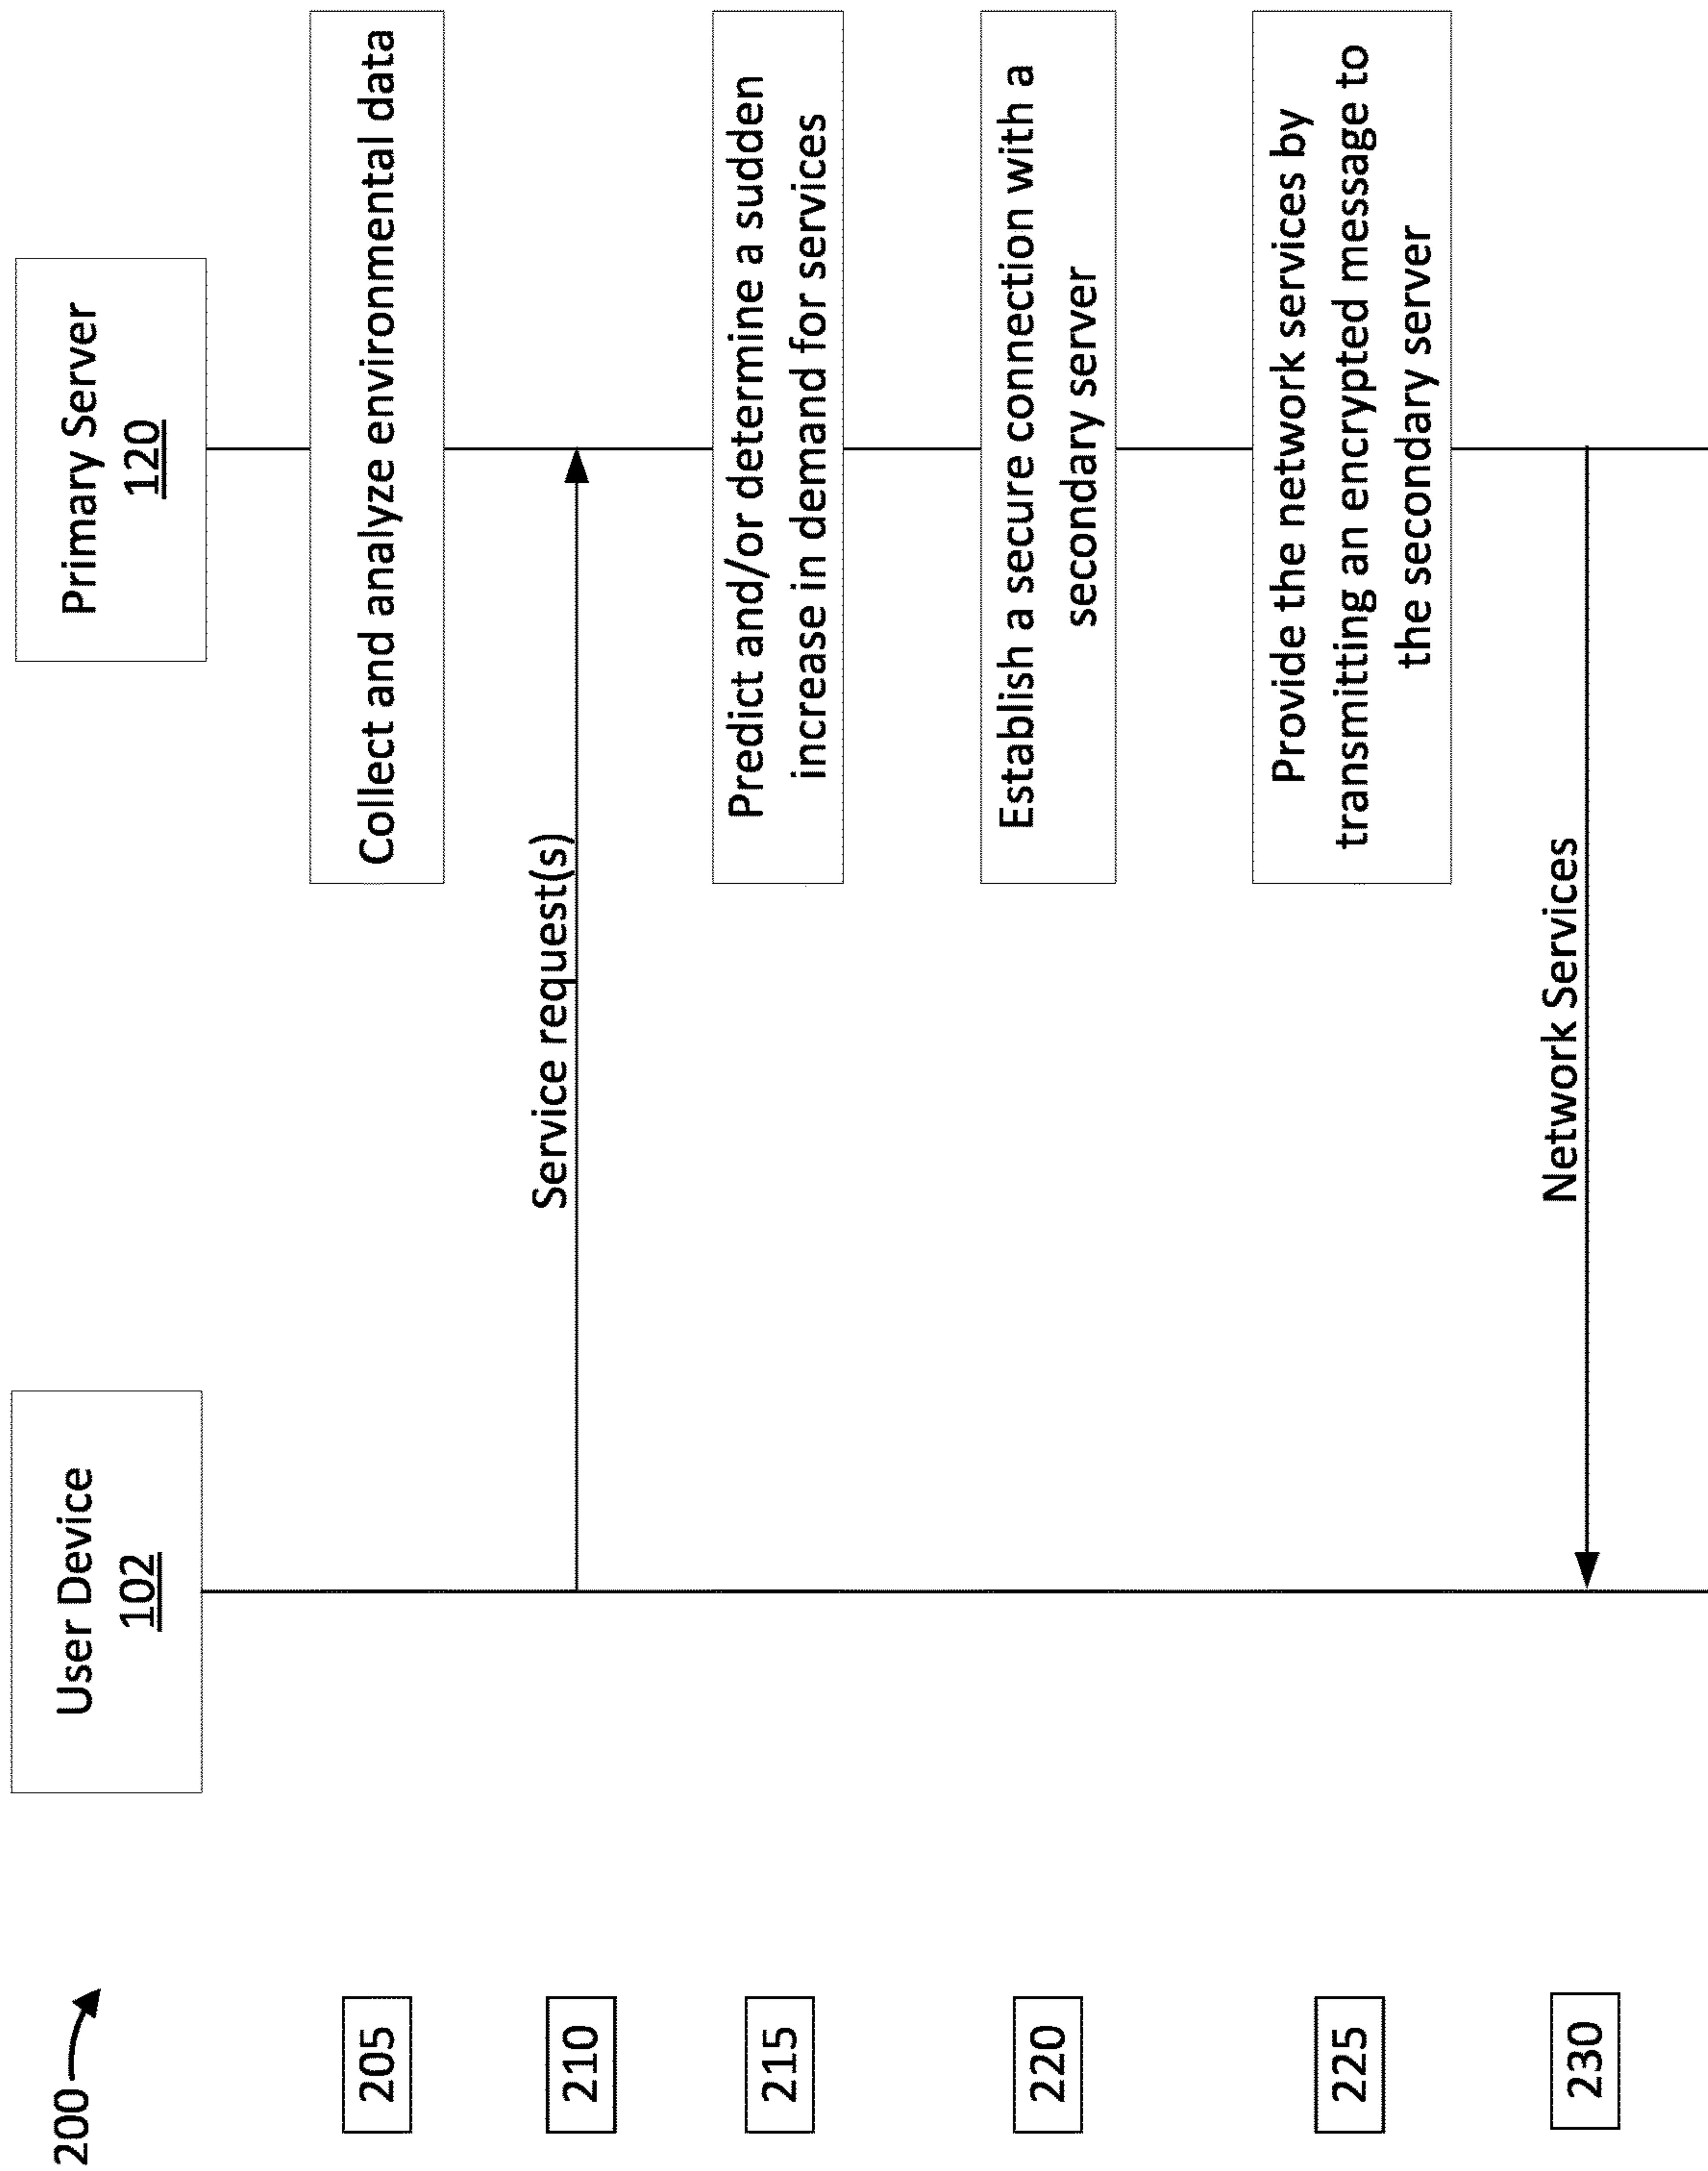 200
User Device
102
Primary Server
120
205
Collect and analyze environmental data
210
Service request(s)
215
Predict and/or determine a sudden
increase in demand for services
220
Establish a secure connection with a
secondary server
225
Provide the network services by
transmitting an encrypted message to
the secondary server
230
Network Services